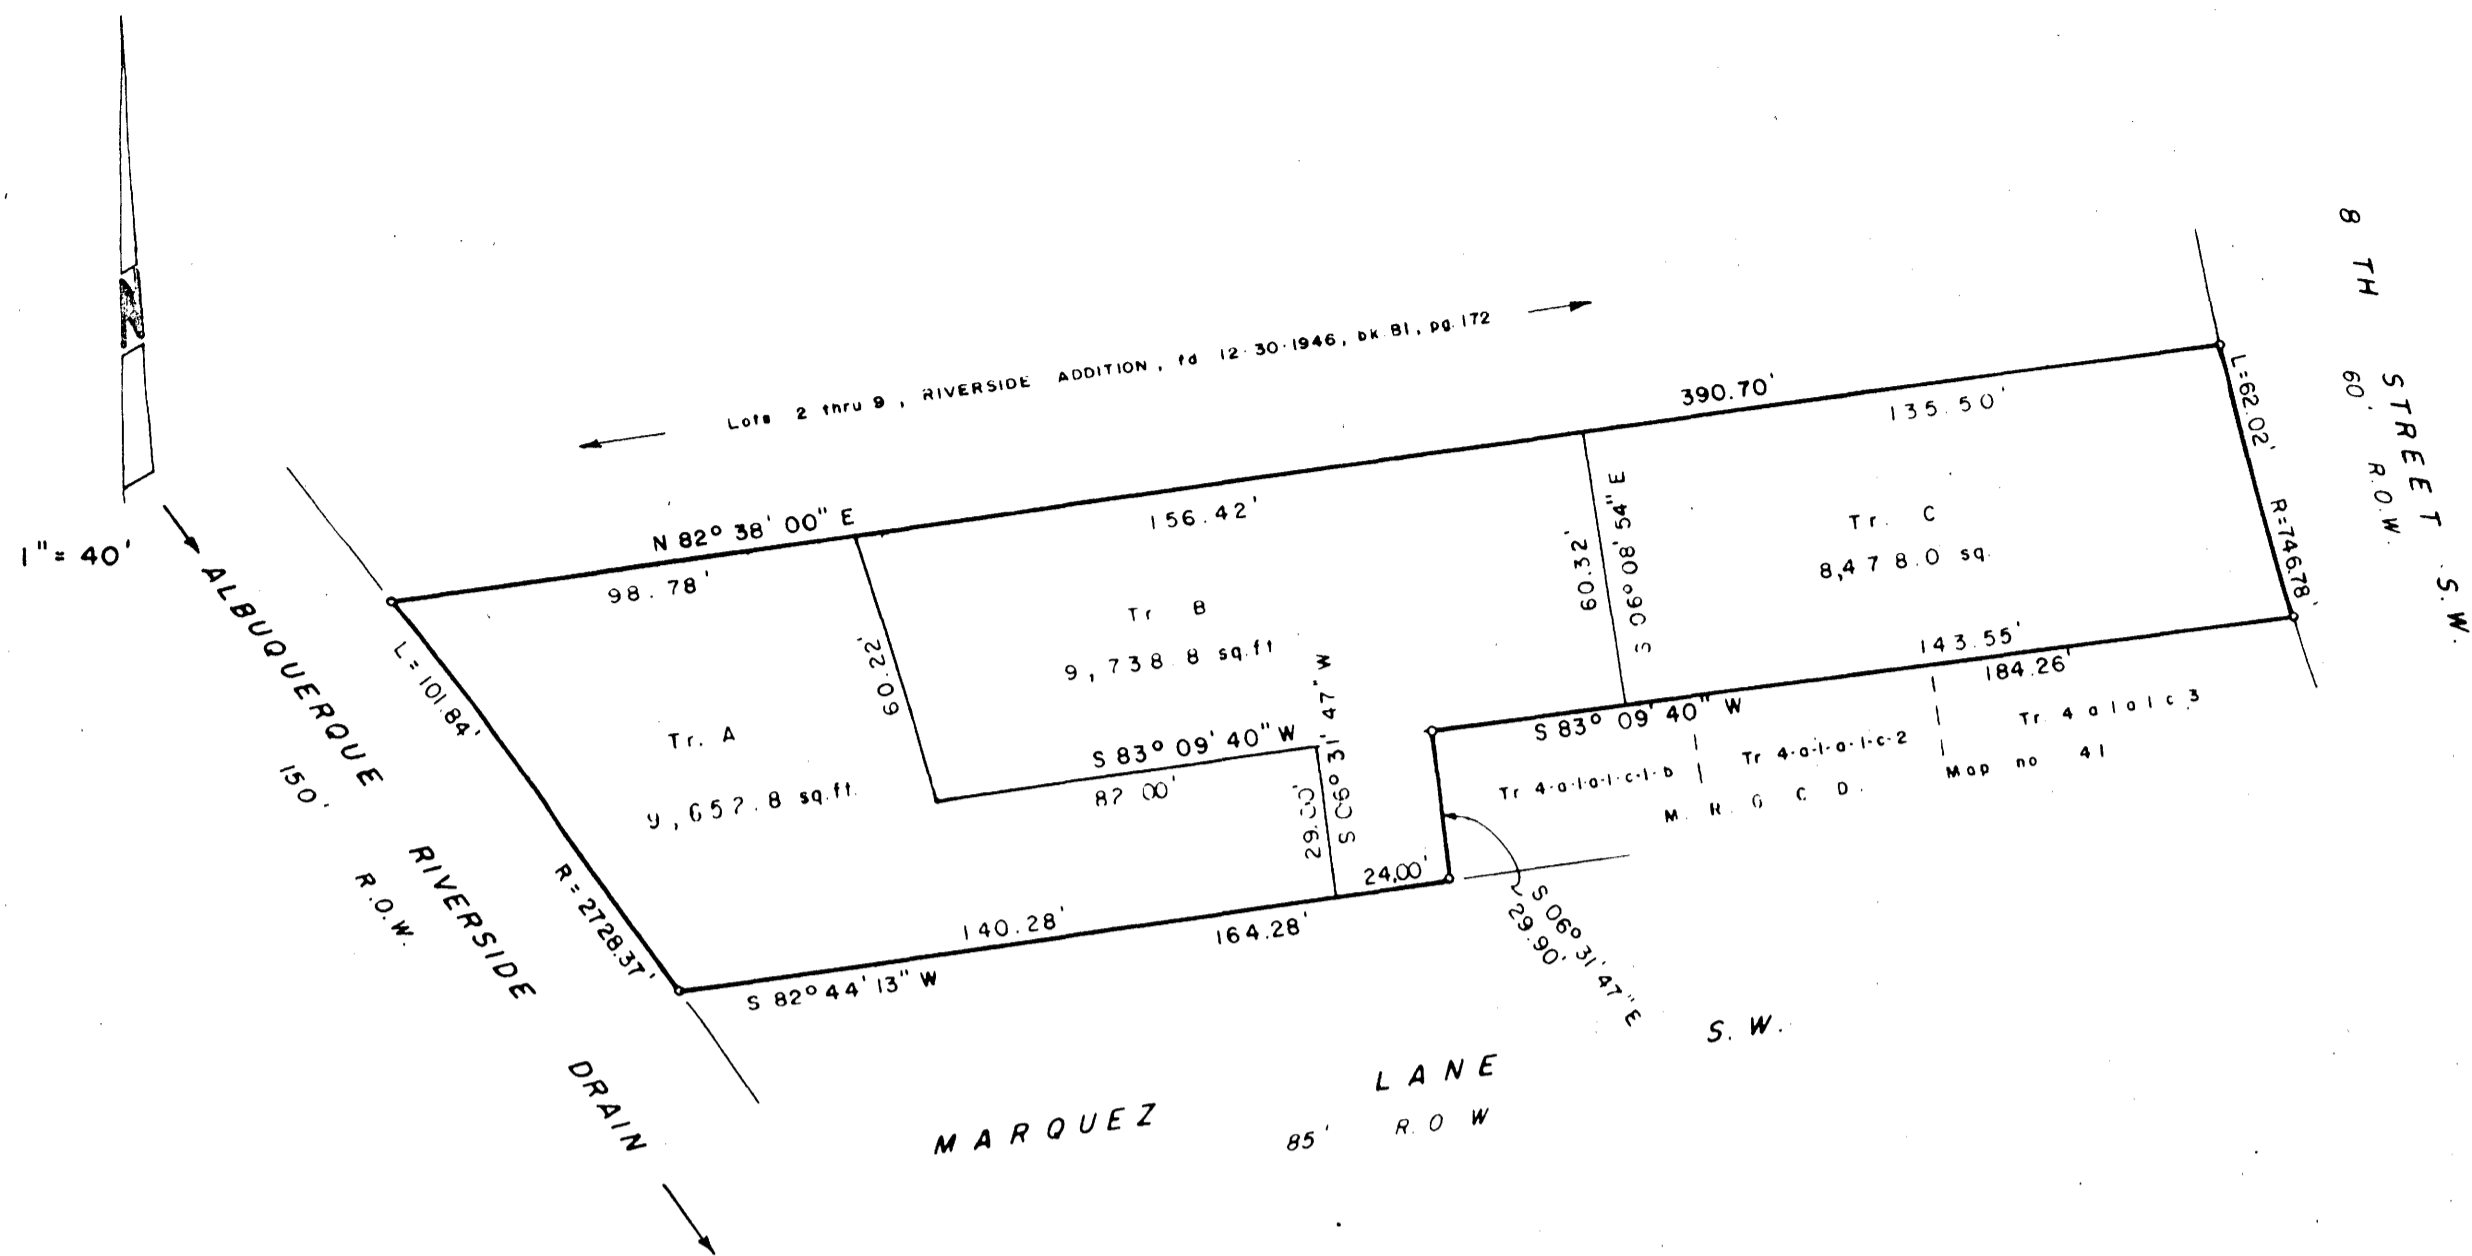 1"= 40'
ALBUQUERQUE RIVERSIDE DRAIN
150' R.O.W.
Lots 2 thru 9, RIVERSIDE ADDITION, fd 12-30-1946, bk. 81, pg. 172
8 TH STREET S.W.
60' R.O.W.
N 82° 38' 00" E
390.70'
98.78'
156.42'
135.50'
L=62.02'
R=746.78'
L=101.84'
R=2728.37'
60.22'
60.32'
06°08'54" E
Tr. A
657.8 sq.ft.
Tr B
9,738.8 sq.ft
Tr. C
8,478.0 sq.
S 83° 09' 40" W
87 00'
29.00'
S 06° 31' 47" W
143.55'
184.26'
S 83° 09' 40" W
Tr 4-a-1-a-1-c-1-b
Tr 4-a-1-a-1-c-2
Tr. 4 a 1 a 1 c 3
M. R. G. C. D.
Map no 41
24.00'
140.28'
164.28'
S 82° 44' 13" W
S 06° 31' 47" E
29.90'
MARQUEZ LANE S.W.
85' R.O W